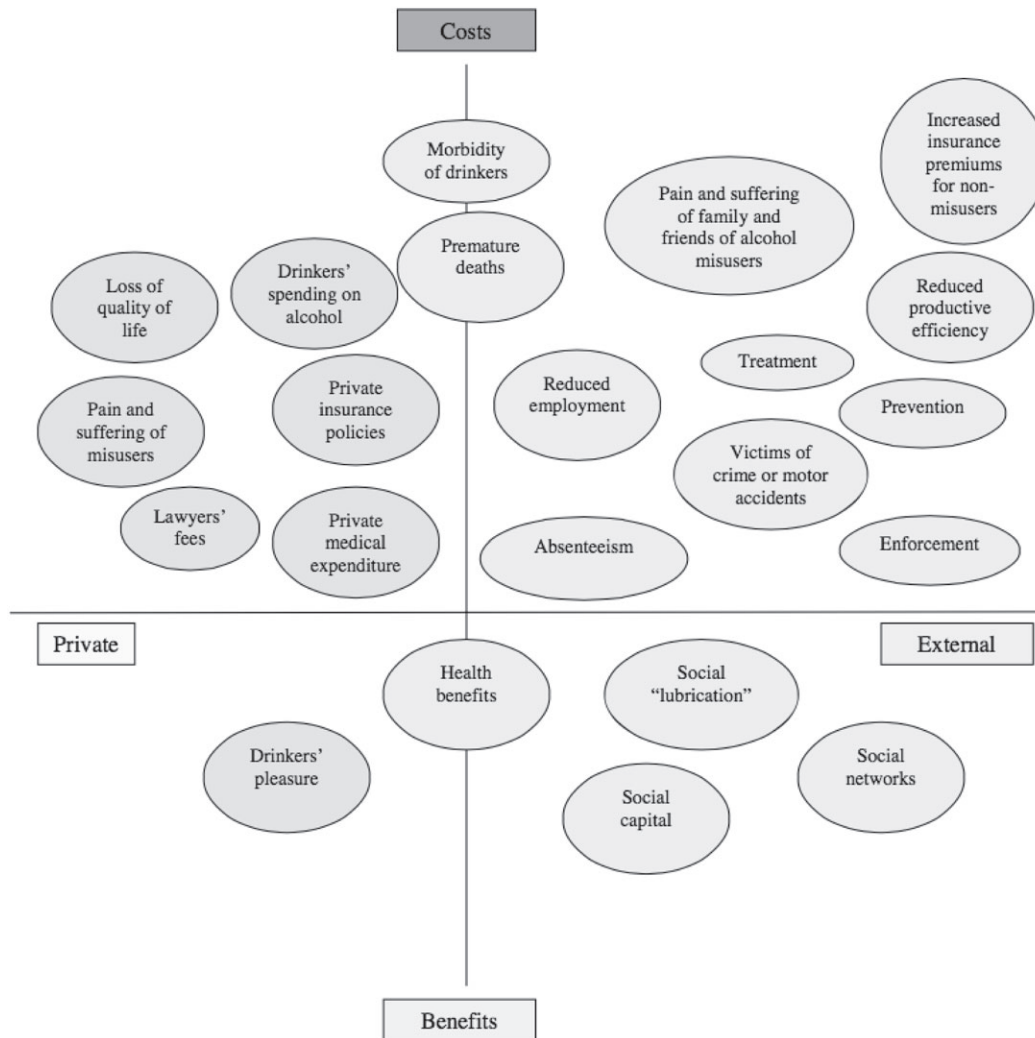 Costs
Morbidity
of drinkers
Increased
insurance
premiums
for non-
misusers
Pain and suffering
of family and
friends of alcohol
misusers
Premature
deaths
Loss of
quality of
life
Drinkers’
spending on
alcohol
Reduced
productive
efficiency
Treatment
Reduced
employment
Private
insurance
policies
Prevention
Pain and
suffering of
misusers
Victims of
crime or motor
accidents
Lawyers’
fees
Private
medical
expenditure
Absenteeism
Enforcement
Private
External
Health
benefits
Social
“lubrication”
Drinkers’
pleasure
Social
networks
Social
capital
Benefits